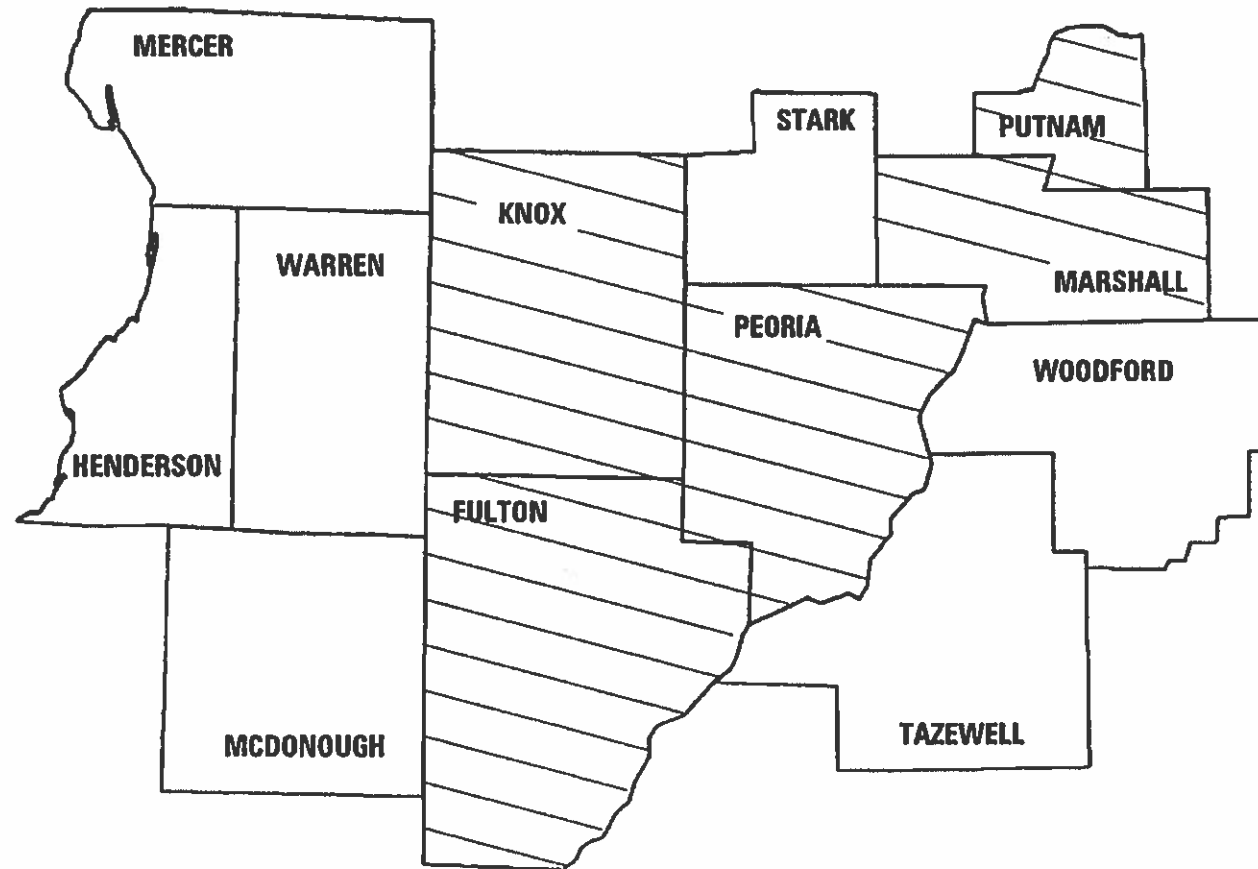 MERCER
STARK
PUTNAM
KNOX
WARREN
MARSHALL
PEORIA
WOODFORD
HENDERSON
FULTON
TAZEWELL
MCDONOUGH